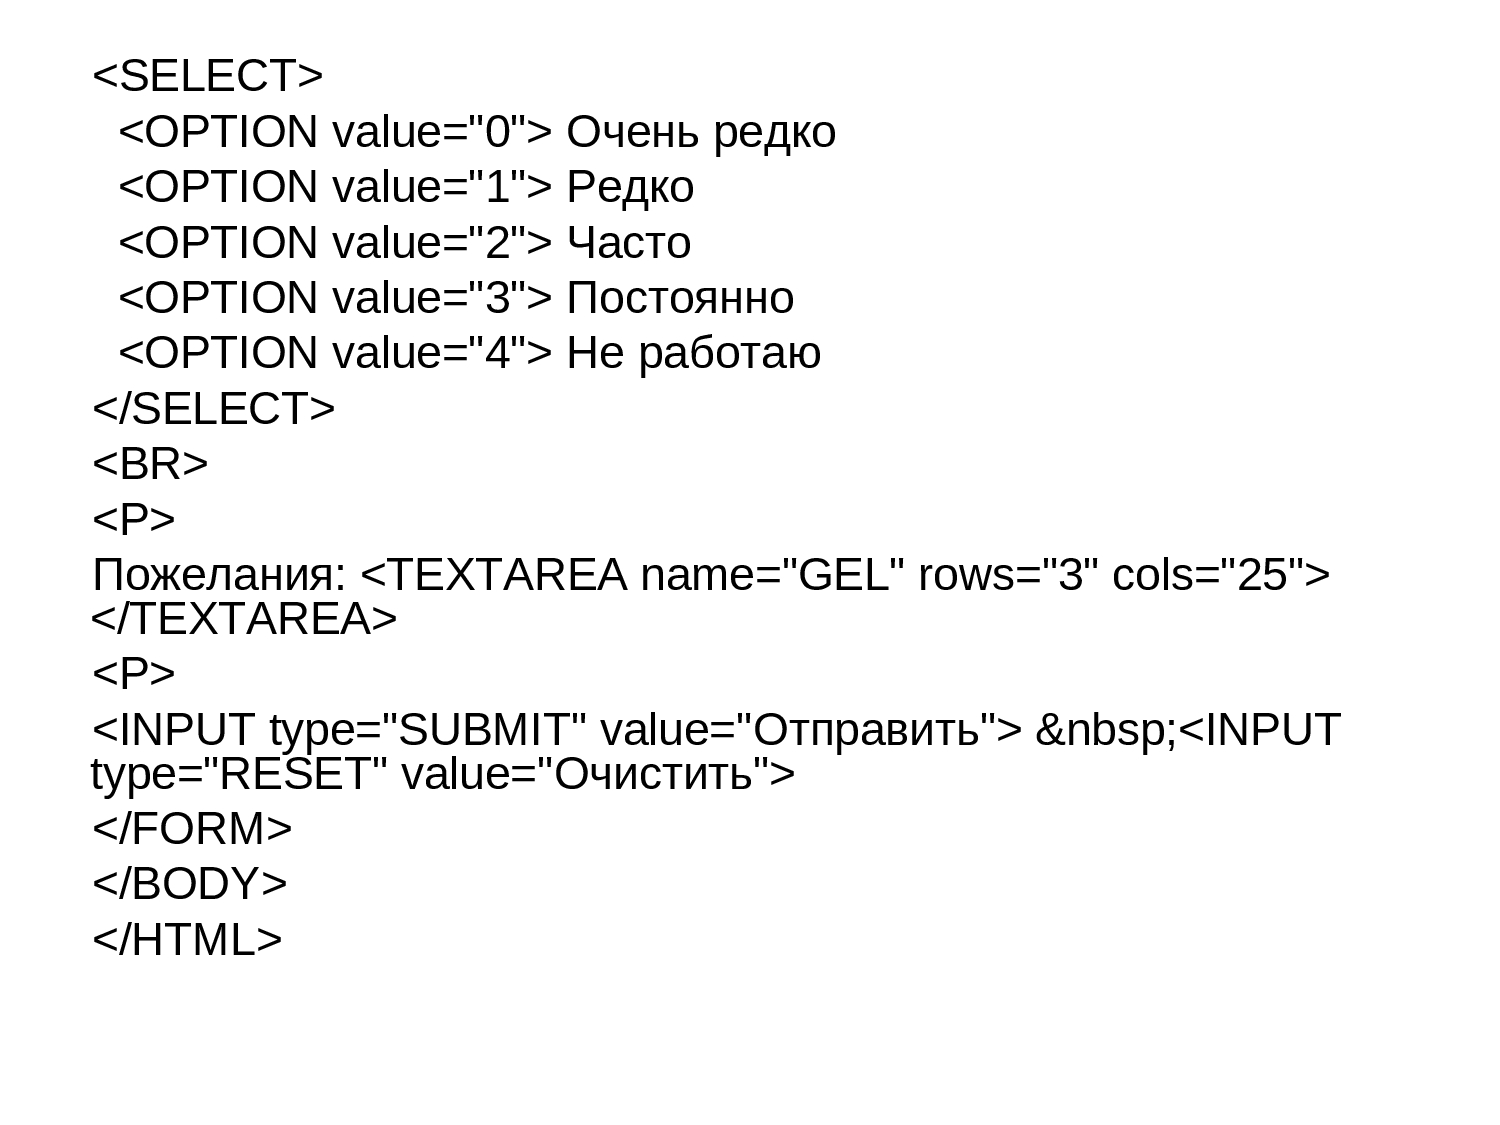 <SELECT>
<OPTION value="0"> Очень редко
<OPTION value="1"> Редко
<OPTION value="2"> Часто
<OPTION value="3"> Постоянно
<OPTION value="4"> Не работаю
</SELECT>
<BR>
<P>
Пожелания: <TEXTAREA name="GEL" rows="3" cols="25">
</TEXTAREA>
<P>
<INPUT type="SUBMIT" value="Отправить"> &nbsp;<INPUT
type="RESET" value="Очистить">
</FORM>
</BODY>
</HTML>